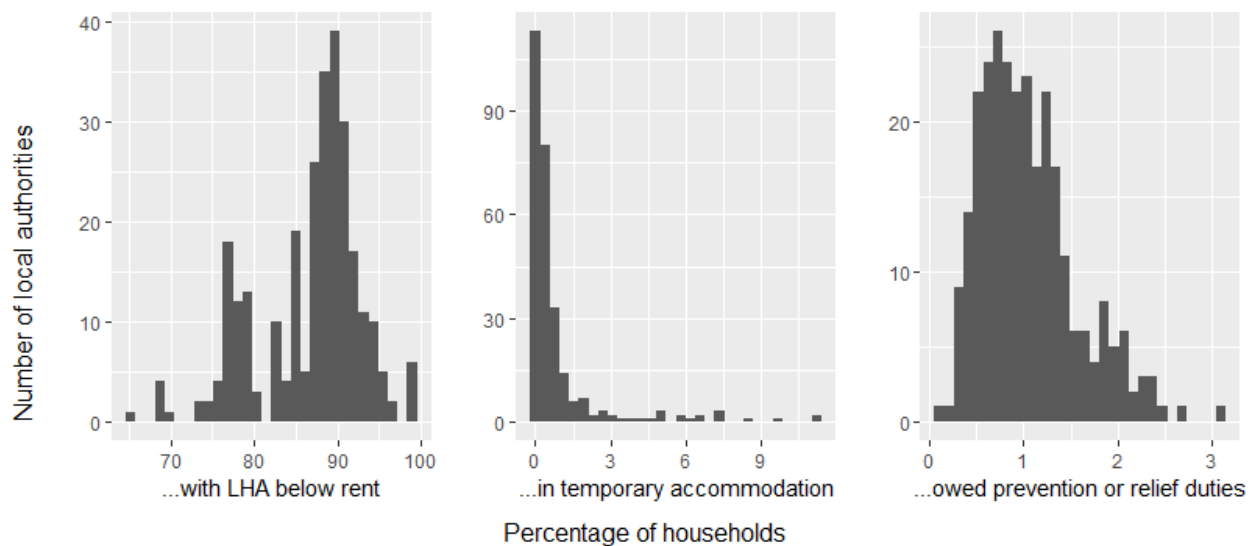 Number of local authorities
40
30
20
10
0
70 80 90 100
...with LHA below rent
90
60
30
0
0 3 6 9
...in temporary accommodation
20
10
0
0 1 2 3
...owed prevention or relief duties
Percentage of households